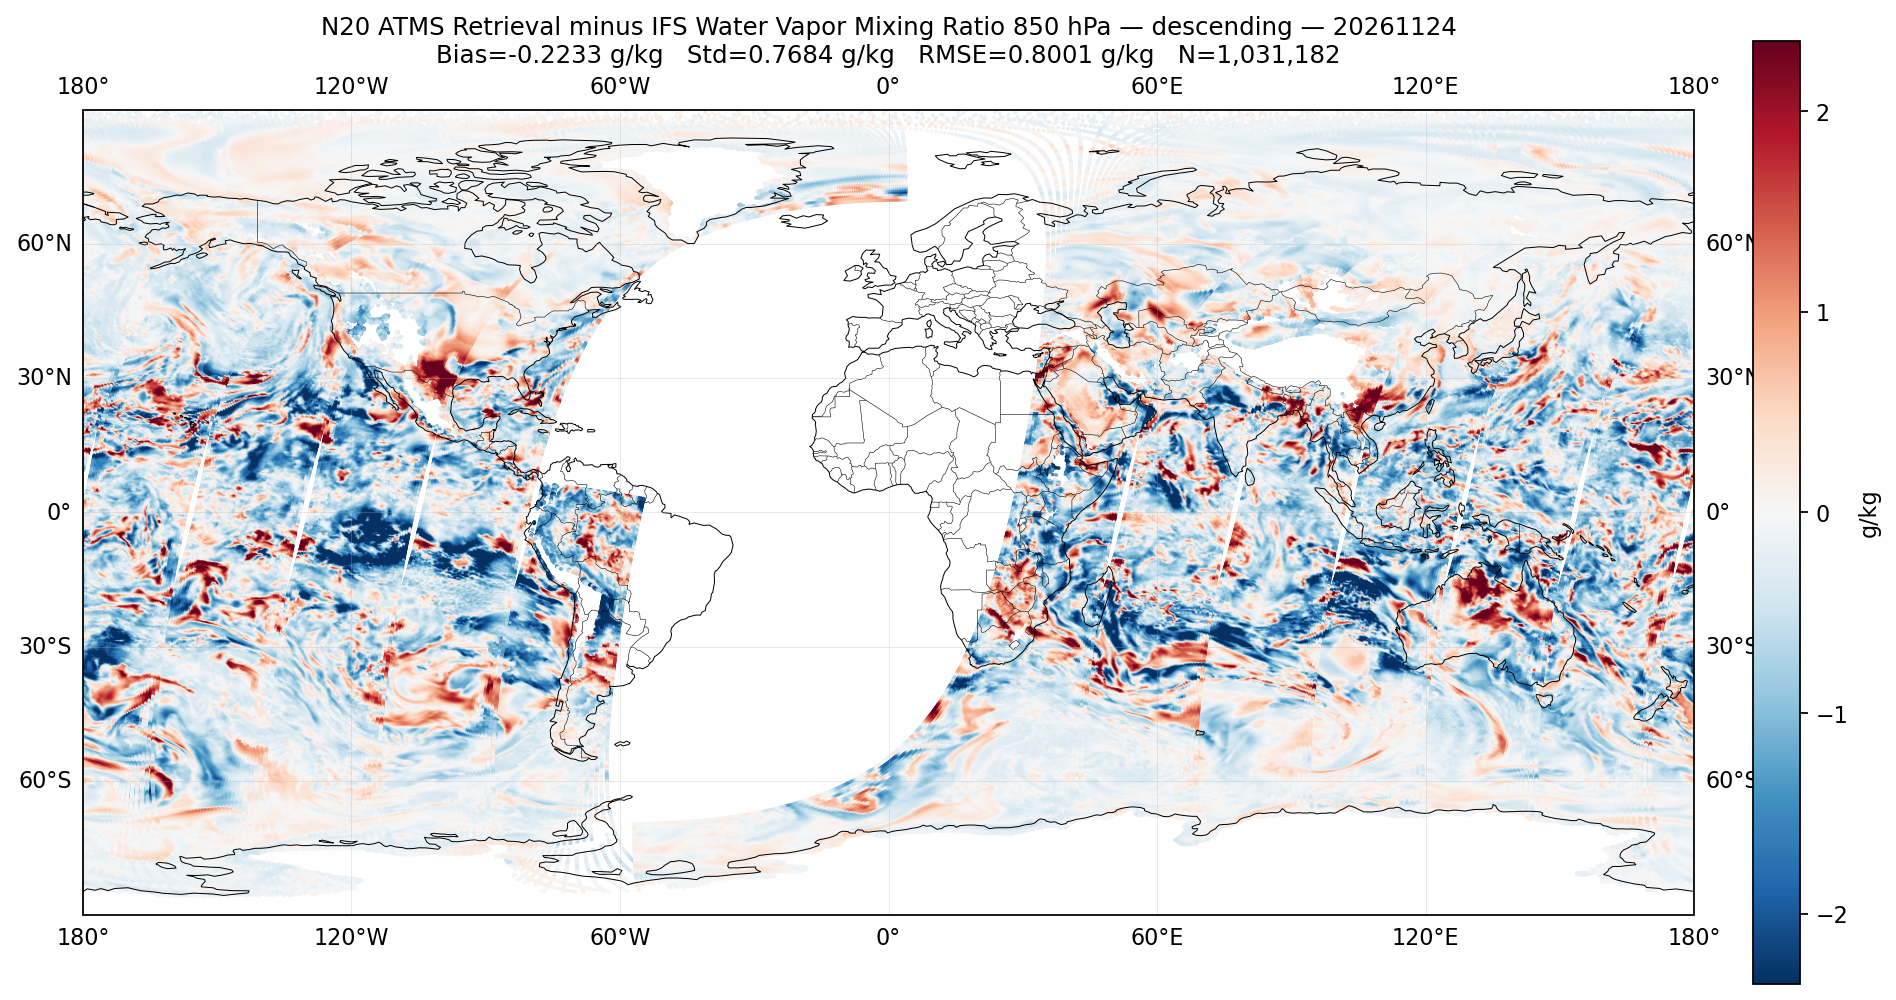 N20 ATMS Retrieval minus IFS Water Vapor Mixing Ratio 850 hPa — descending — 20261124
Bias=-0.2233 g/kg   Std=0.7684 g/kg   RMSE=0.8001 g/kg   N=1,031,182
180° 120°W 60°W 0° 60°E 120°E 180°
60°N 60°N
30°N 30°N
0° 0°
30°S 30°S
60°S 60°S
180° 120°W 60°W 0° 60°E 120°E 180°
2
1
0
−1
−2
g/kg